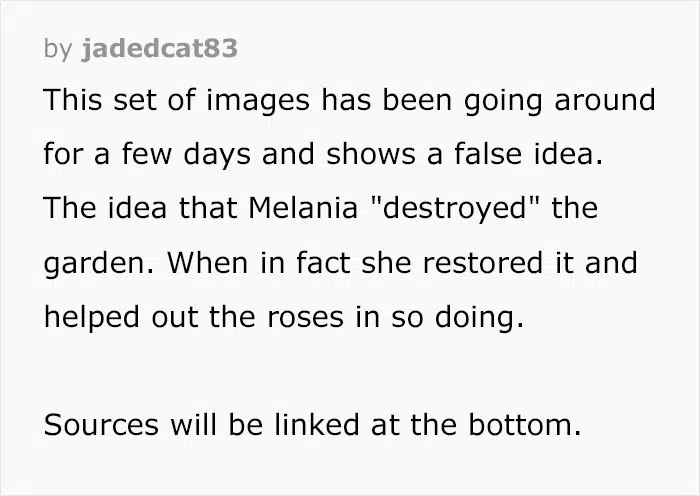 by jadedcat83
This set of images has been going around
for a few days and shows a false idea.
The idea that Melania "destroyed" the
garden. When in fact she restored it and
helped out the roses in so doing.
Sources will be linked at the bottom.